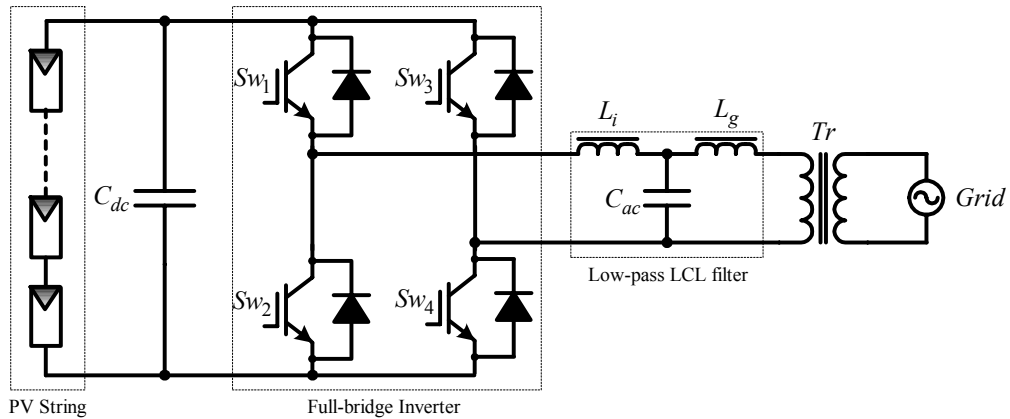 Sw1
Sw3
Li
Lg
Tr
Cdc
Cac
Grid
Low-pass LCL filter
Sw2
Sw4
PV String
Full-bridge Inverter